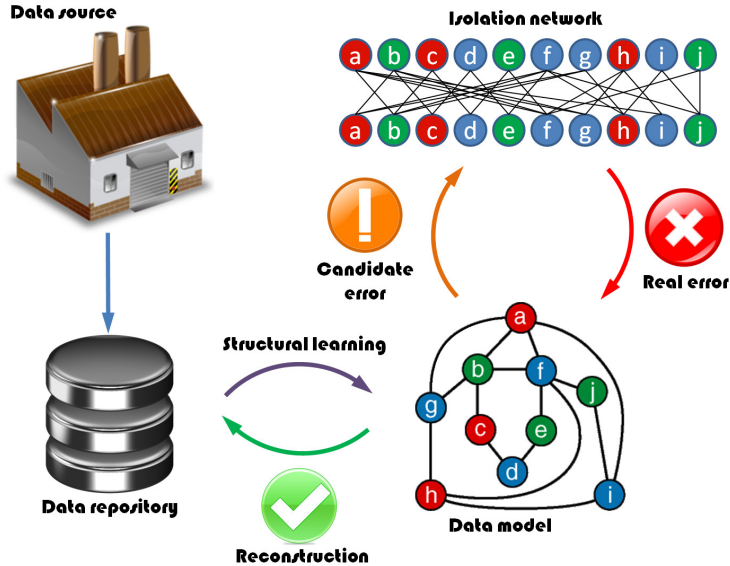 Data source
Isolation network
a b c d e f g h i j
a b c d e f g h i j
Candidate
error
Real error
Structural learning
a
b f
j
g
c e
d
h i
Data repository
Data model
Reconstruction